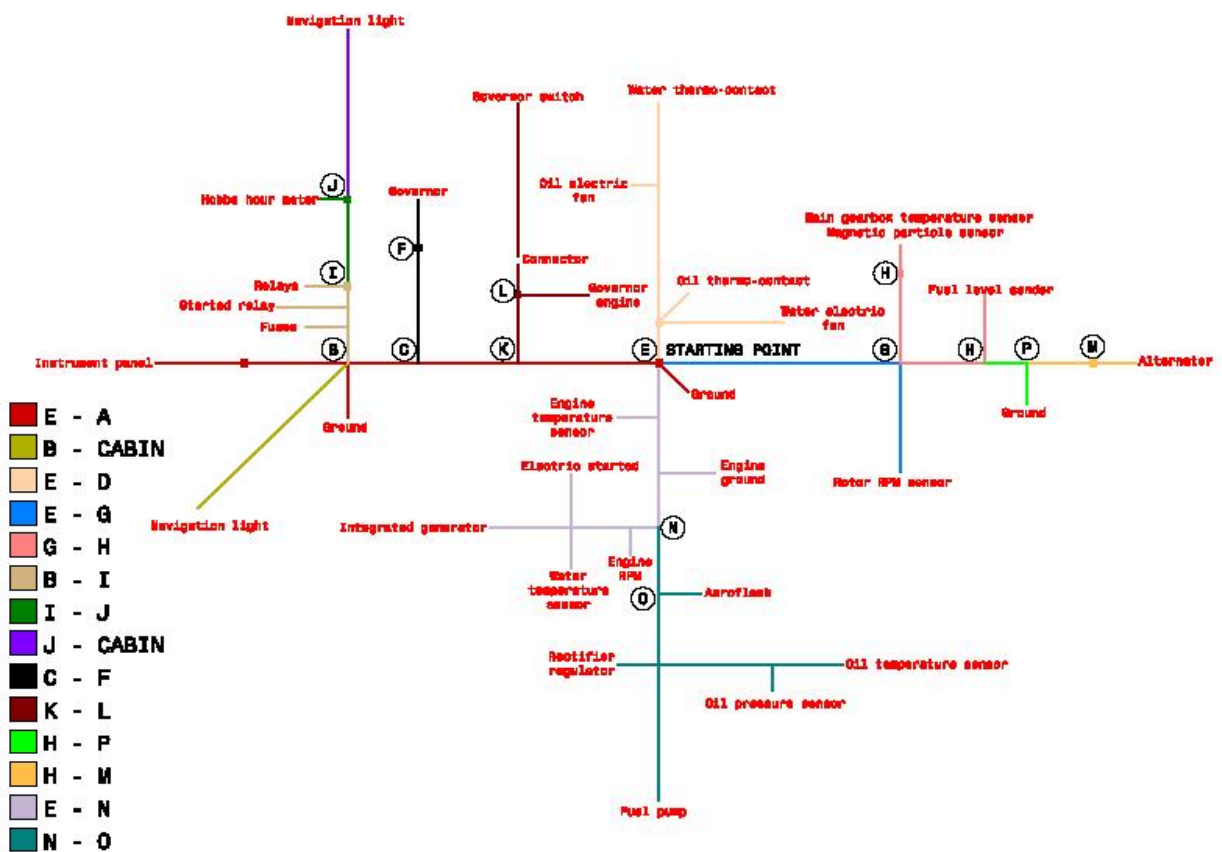 Navigation light
Governor switch
Water thermo-contact
J
Hobbs hour meter
Governor
Oil electric
fan
F
Main gearbox temperature sensor
Magnetic particle sensor
I
Relays
Started relay
Fuses
Connector
L
Governor
engine
Oil thermo-contact
Water electric
fan
H
Fuel level sendor
Instrument panel
B
C
K
E
STARTING POINT
G
H
P
M
Alternator
Ground
Ground
Ground
E - A
B - CABIN
E - D
E - G
G - H
B - I
I - J
J - CABIN
C - F
K - L
H - P
H - M
E - N
N - O
Engine
temperature
sensor
Electric started
Engine
ground
Rotor RPM sensor
Navigation light
Integrated generator
N
Engine
RPM
Water
temperature
sensor
O
Aeroflash
Rectifier
regulator
Oil temperature sensor
Oil pressure sensor
Fuel pump